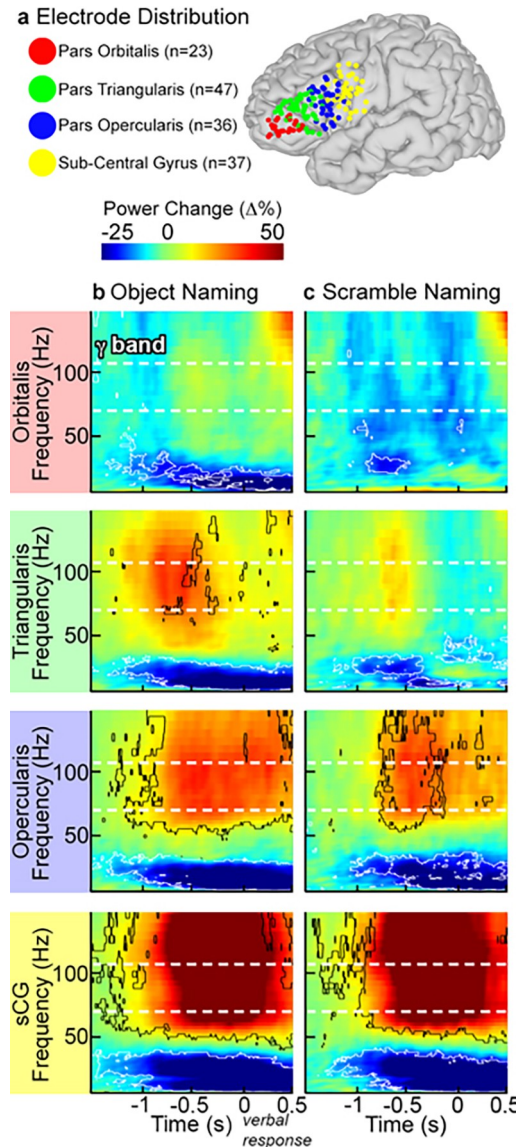 a Electrode Distribution
Pars Orbitalis (n=23)
Pars Triangularis (n=47)
Pars Opercularis (n=36)
Sub-Central Gyrus (n=37)
Power Change (Δ%)
-25 50
b Object Naming c Scramble Naming
γ band
Orbitalis
Frequency (Hz)
100
50
Triangularis
Frequency (Hz)
100
50
Opercularis
Frequency (Hz)
100
50
sCG
Frequency (Hz)
100
50
-1 -0.5 0 0.5 -1 -0.5 0 0.5
Time (s) verbal response Time (s)